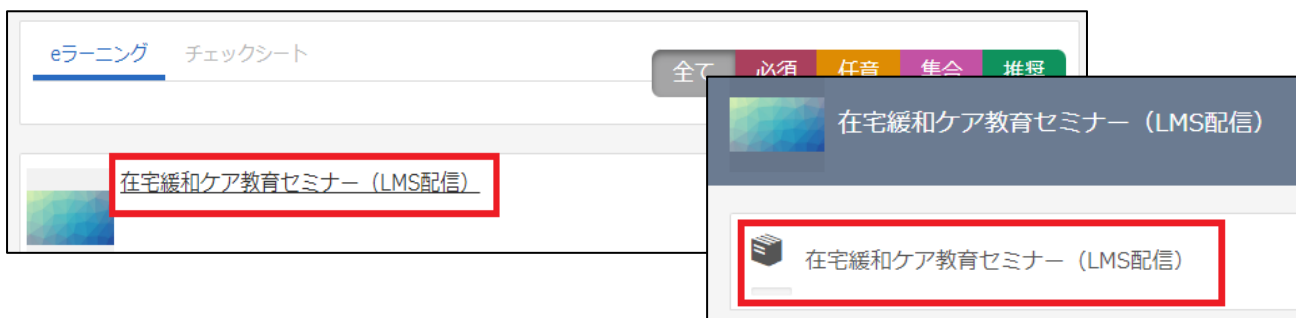 eラーニング チェックシート
全て 必須 任意 集合 推奨
在宅緩和ケア教育セミナー（LMS配信）
在宅緩和ケア教育セミナー（LMS配信）
在宅緩和ケア教育セミナー（LMS配信）